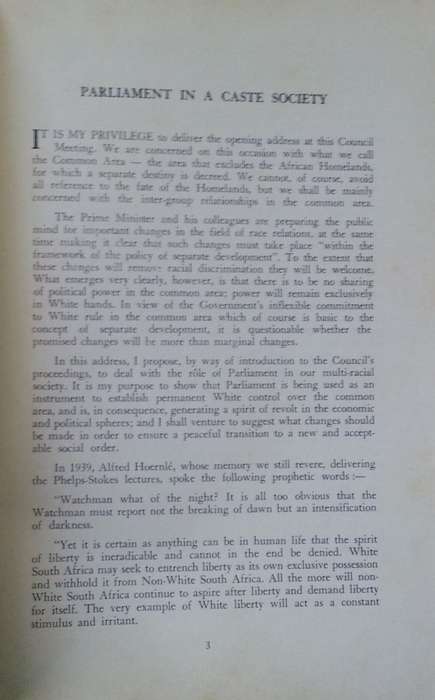 PARLIAMENT IN A CASTE SOCIETY
IT IS MY PRIVILEGE to deliver the opening address at this Council
Meeting. We are concerned on this occasion with what we call
the Common Area — the area that excludes the African Homelands,
for which a separate destiny is decreed. We cannot, of course, avoid
all reference to the fate of the Homelands, but we shall be mainly
concerned with the inter-group relationships in the common area.
The Prime Minister and his colleagues are preparing the public
mind for important changes in the field of race relations, at the same
time making it clear that such changes must take place "within the
framework of the policy of separate development". To the extent that
these changes will remove racial discrimination they will be welcome.
What emerges very clearly, however, is that there is to be no sharing
of political power in the common area; power will remain exclusively
in White hands. In view of the Government's inflexible commitment
to White rule in the common area which of course is basic to the
concept of separate development, it is questionable whether the
promised changes will be more than marginal changes.
In this address, I propose, by way of introduction to the Council's
proceedings, to deal with the rôle of Parliament in our multi-racial
society. It is my purpose to show that Parliament is being used as an
instrument to establish permanent White control over the common
area, and is, in consequence, generating a spirit of revolt in the economic
and political spheres; and I shall venture to suggest what changes should
be made in order to ensure a peaceful transition to a new and accept-
able social order.
In 1939, Alfred Hoernlé, whose memory we still revere, delivering
the Phelps-Stokes lectures, spoke the following prophetic words :—
"Watchman what of the night? It is all too obvious that the
Watchman must report not the breaking of dawn but an intensification
of darkness.
"Yet it is certain as anything can be in human life that the spirit
of liberty is ineradicable and cannot in the end be denied. White
South Africa may seek to entrench liberty as its own exclusive possession
and withhold it from Non-White South Africa. All the more will non-
White South Africa continue to aspire after liberty and demand liberty
for itself. The very example of White liberty will act as a constant
stimulus and irritant.
3